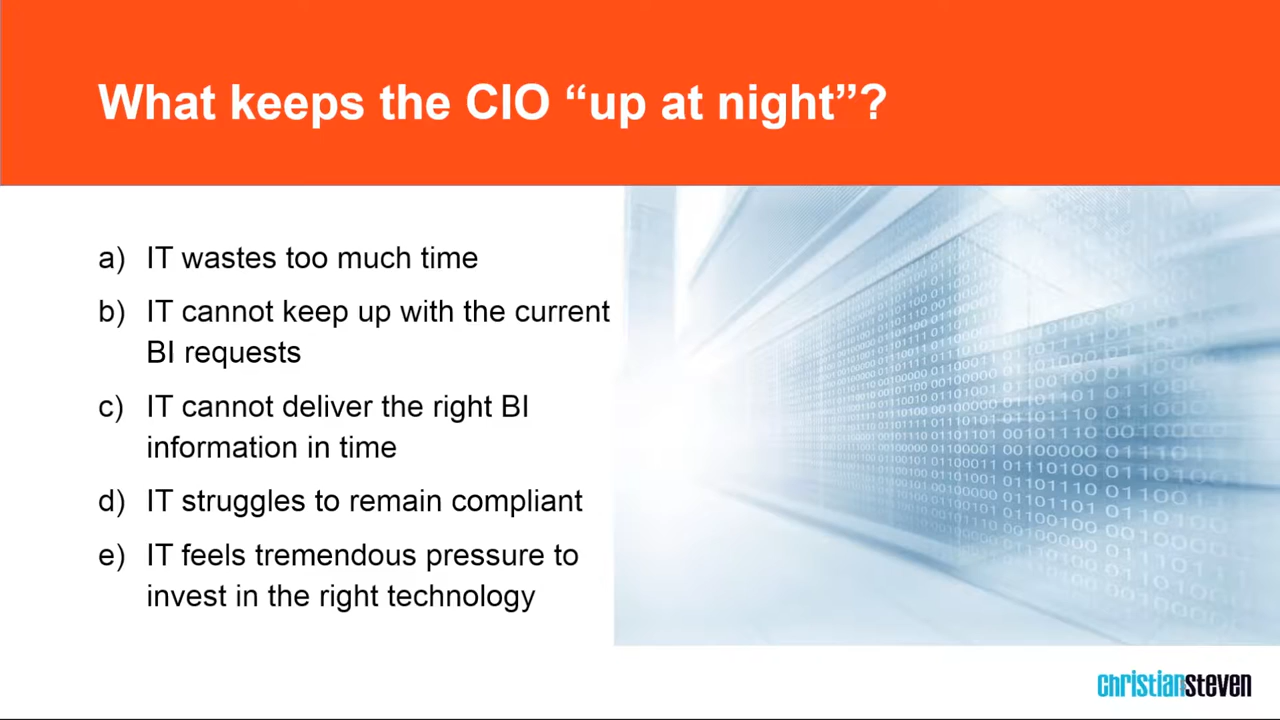 What keeps the CIO “up at night”?
a) IT wastes too much time
b) IT cannot keep up with the current
BI requests
c) IT cannot deliver the right BI
information in time
d) IT struggles to remain compliant
e) IT feels tremendous pressure to
invest in the right technology
christiansteven